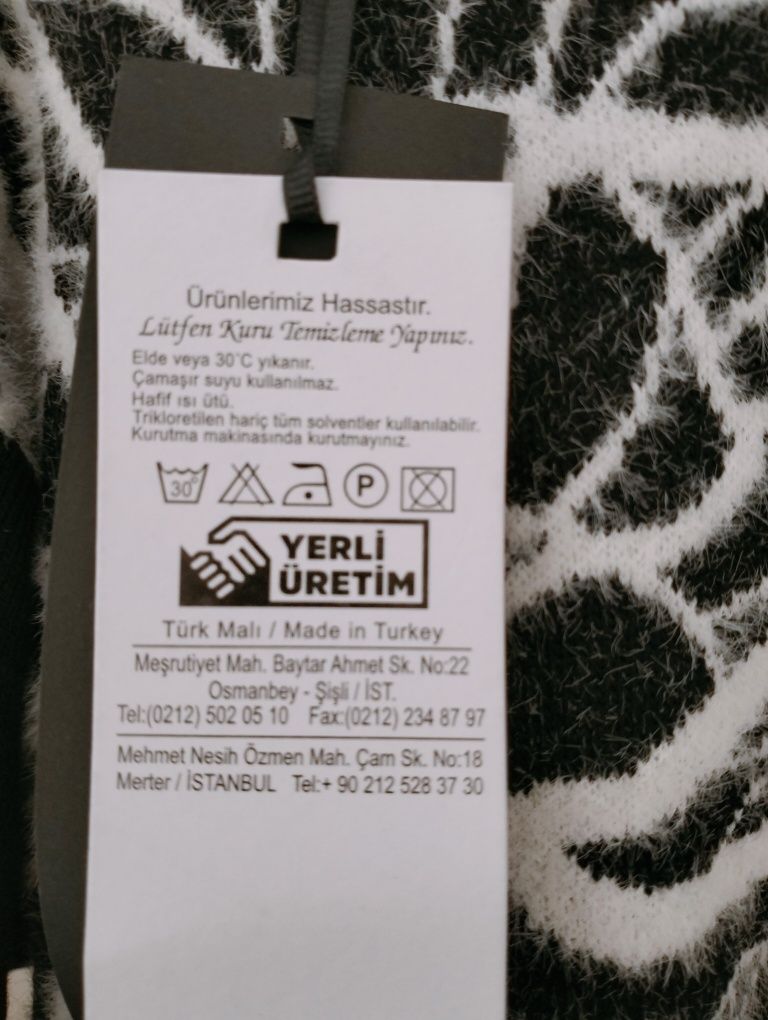 Ürünlerimiz Hassastır.
Lütfen Kuru Temizleme Yapınız.
Elde veya 30°C yıkanır.
Çamaşır suyu kullanılmaz.
Hafif ısı ütü.
Trikloretilen hariç tüm solventler kullanılabilir.
Kurutma makinasında kurutmayınız.
30° P
YERLİ
ÜRETİM
Türk Malı / Made in Turkey
Meşrutiyet Mah. Baytar Ahmet Sk. No:22
Osmanbey - Şişli / İST.
Tel:(0212) 502 05 10 Fax:(0212) 234 87 97
Mehmet Nesih Özmen Mah. Çam Sk. No:18
Merter / İSTANBUL Tel:+ 90 212 528 37 30